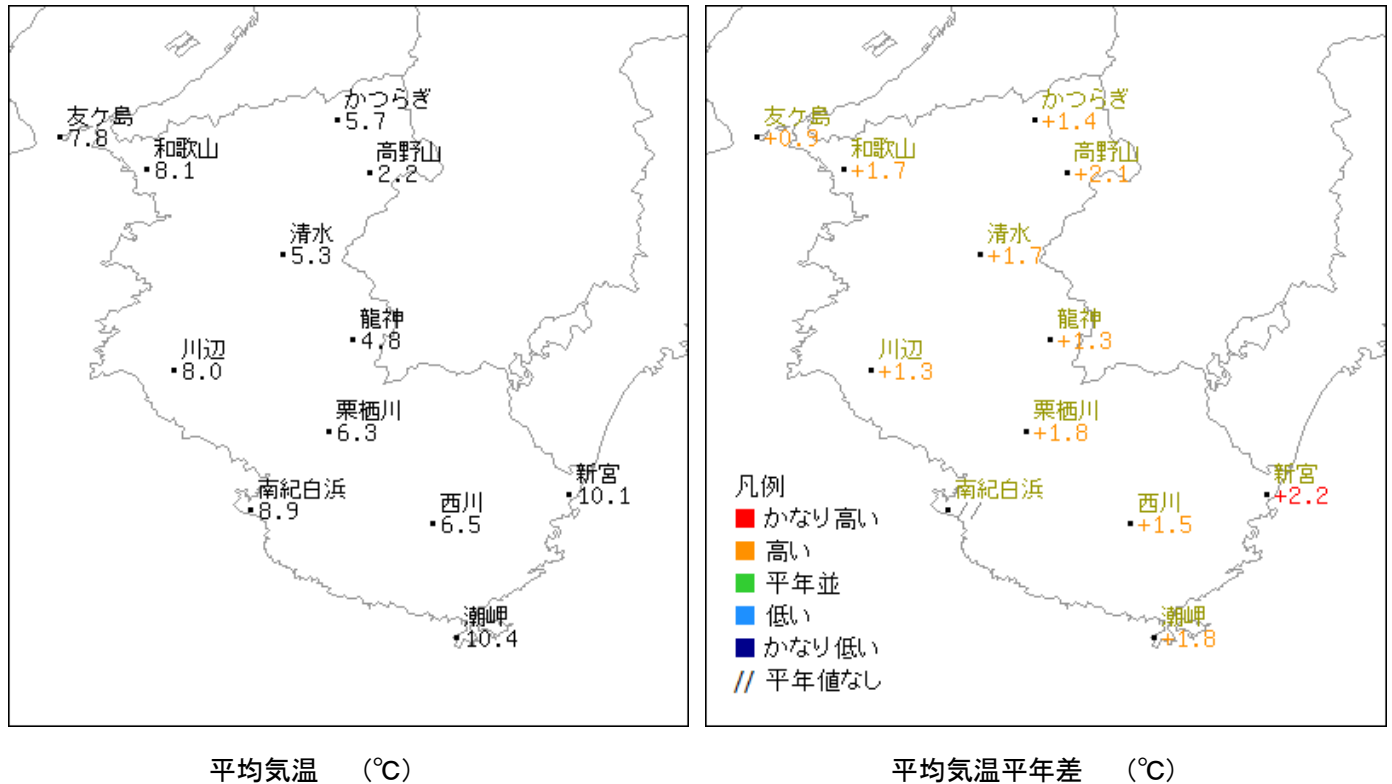 友ケ島
7.8
和歌山
8.1
かつらぎ
5.7
高野山
2.2
清水
5.3
龍神
4.8
川辺
8.0
栗栖川
6.3
南紀白浜
8.9
西川
6.5
新宮
10.1
潮岬
10.4
平均気温 (℃)
友ケ島
+0.9
和歌山
+1.7
かつらぎ
+1.4
高野山
+2.1
清水
+1.7
龍神
+1.3
川辺
+1.3
栗栖川
+1.8
南紀白浜
//
西川
+1.5
新宮
+2.2
潮岬
+1.8
凡例
かなり高い
高い
平年並
低い
かなり低い
// 平年値なし
平均気温平年差 (℃)